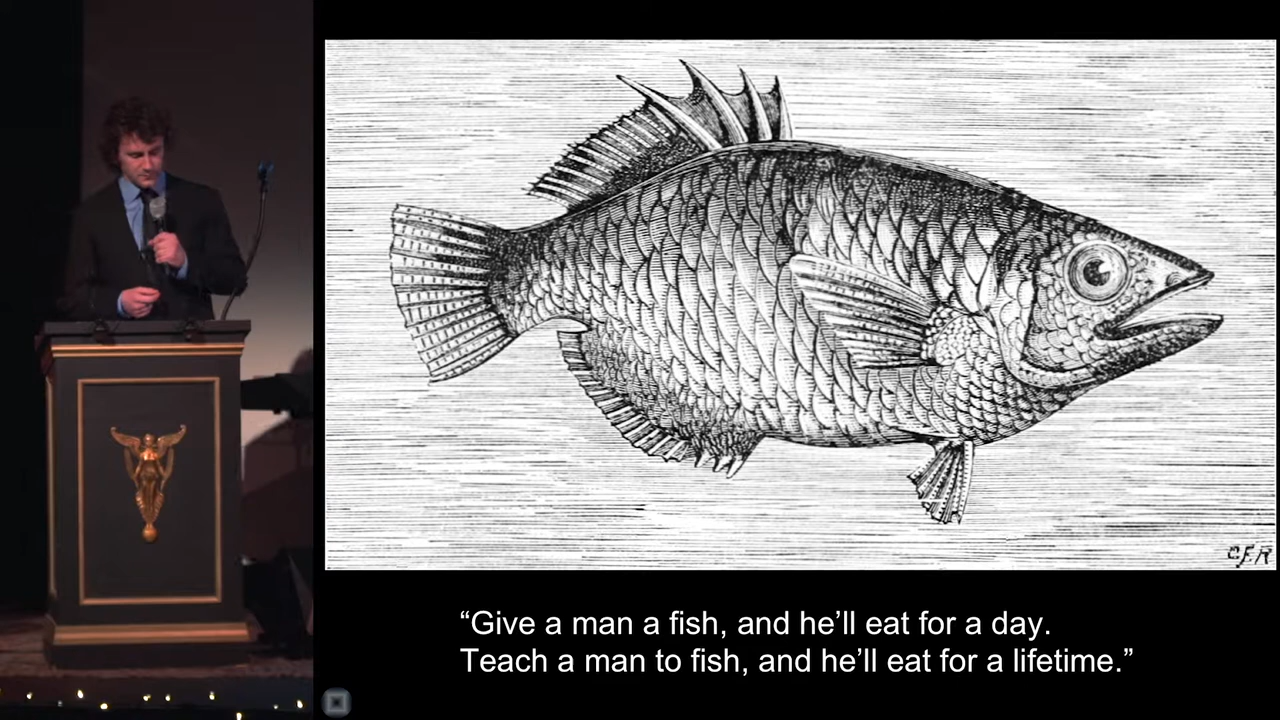 C.F.R
“Give a man a fish, and he’ll eat for a day.
Teach a man to fish, and he’ll eat for a lifetime.”